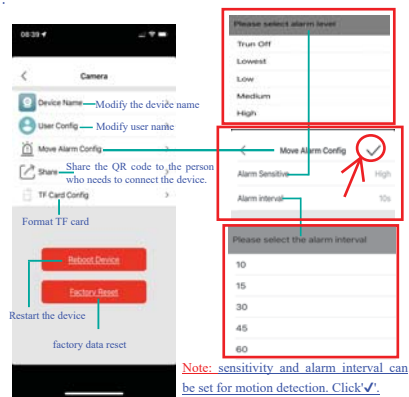 08:39
Camera
Device Name
Modify the device name
User Config
Modify user name
Move Alarm Config
Share
Share the QR code to the person
who needs to connect the device.
TF Card Config
Format TF card
Reboot Device
Factory Reset
Restart the device
factory data reset
Please select alarm level
Trun Off
Lowest
Low
Medium
High
Move Alarm Config
✓
Alarm Sensitive
High
Alarm interval
10s
Please select the alarm interval
10
15
30
45
60
Note: sensitivity and alarm interval can
be set for motion detection. Click'✓'.